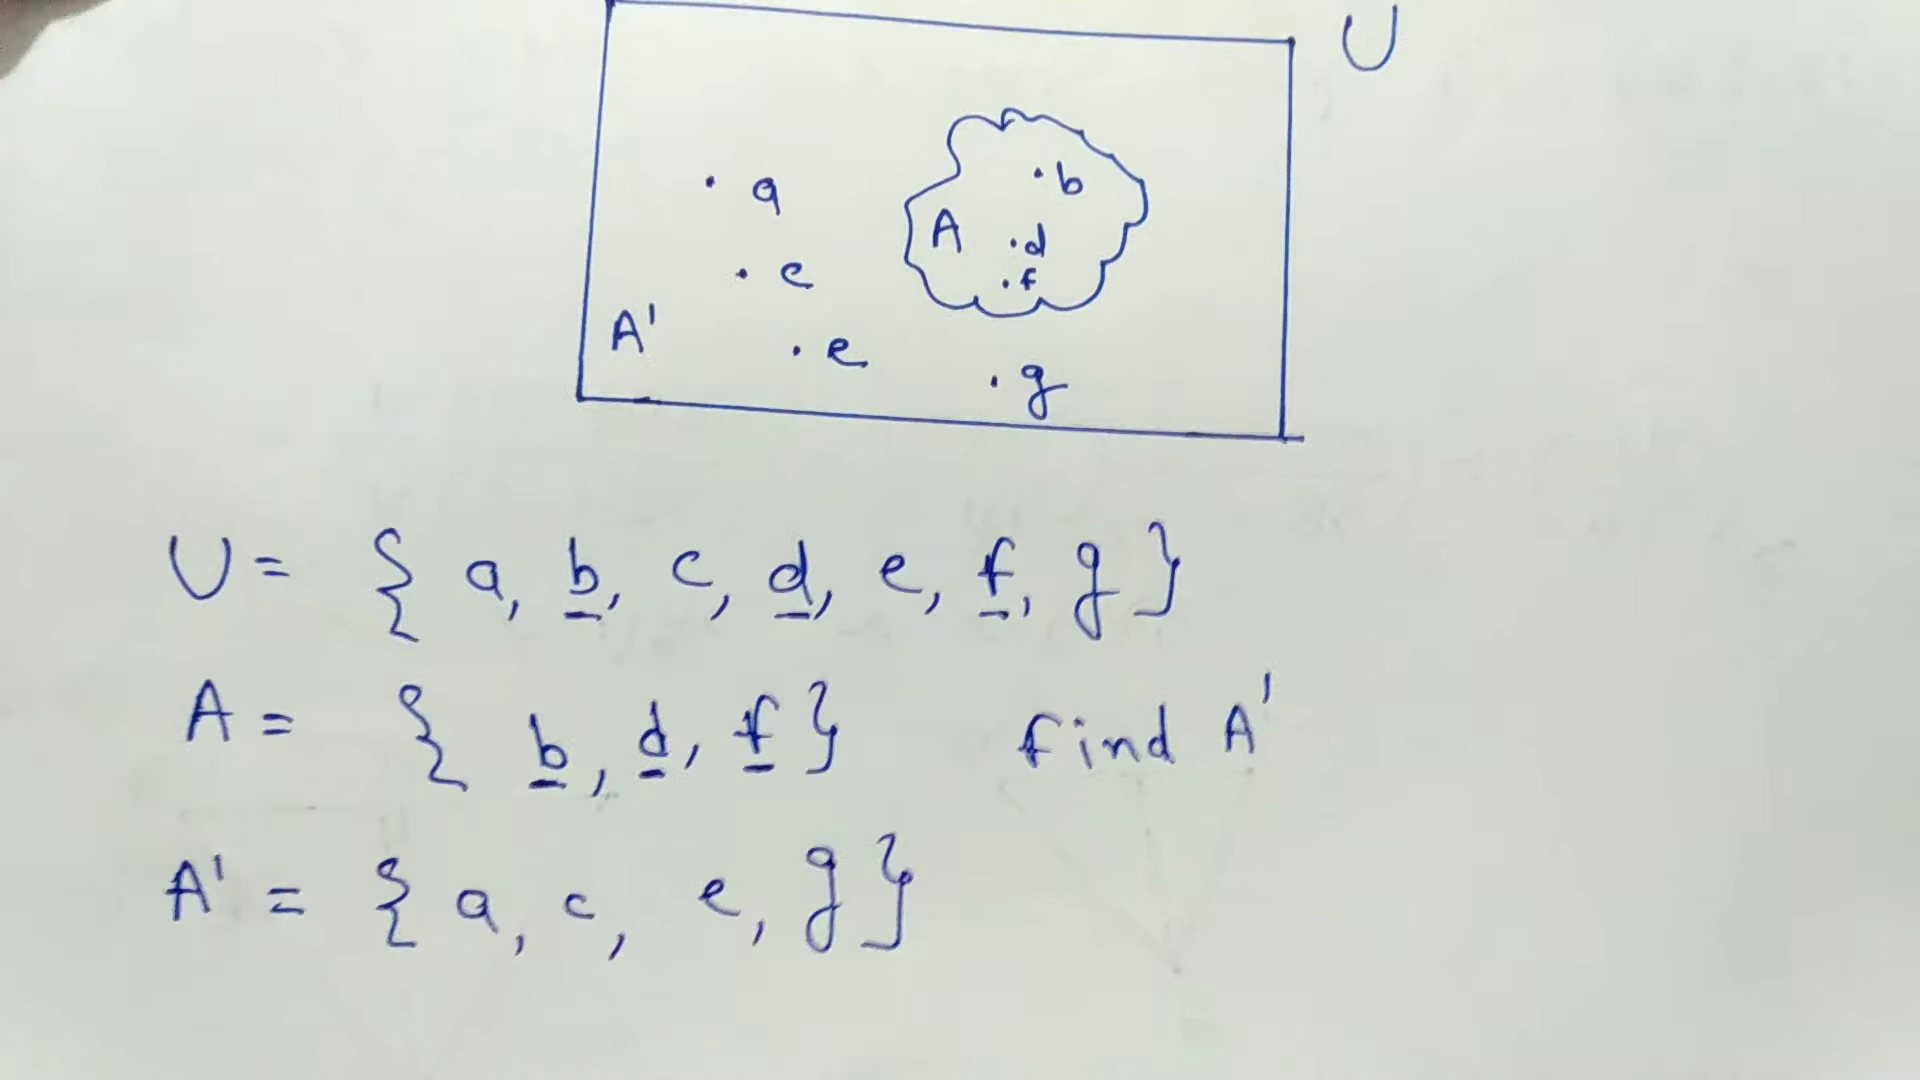 U
a
b
A
d
c
f
A'
e
g
U = { a, b, c, d, e, f, g }
A = { b, d, f } find A'
A' = { a, c, e, g }